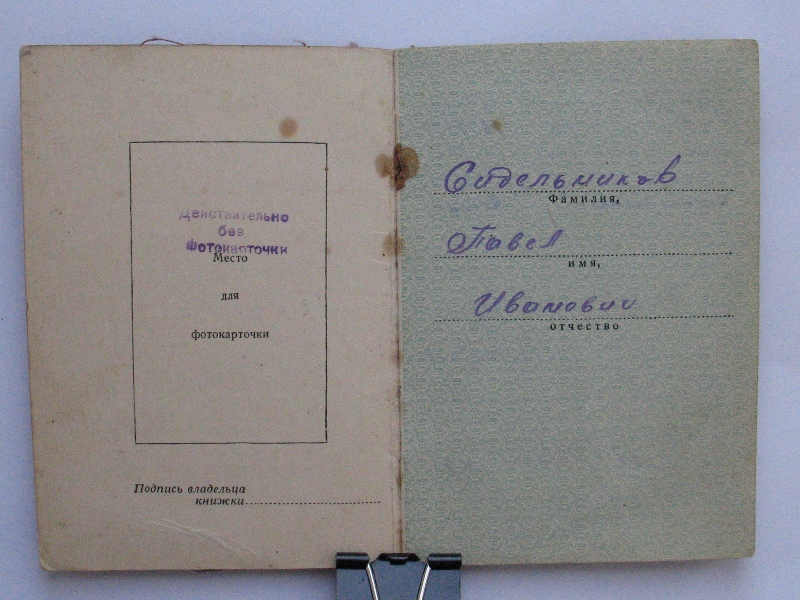 Действительно
без
фотокарточки
Место
для
фотокарточки
Подпись владельца
книжки
Сидельников
Фамилия,
Павел
имя,
Иванович
отчество